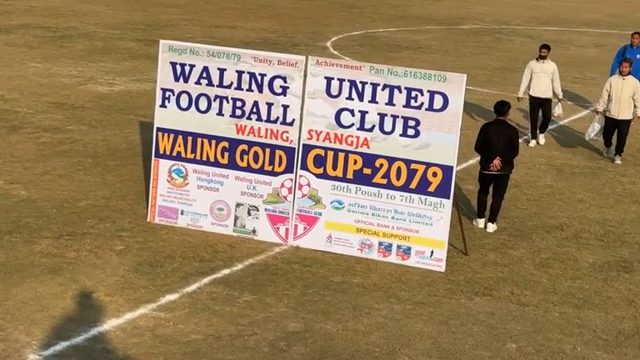 Regd No.: 54/078/79 "Unity, Belief, Achievement" Pan No.:616388109
WALING UNITED
FOOTBALL CLUB
WALING, SYANGJA
WALING GOLD CUP-2079
30th Poush to 7th Magh
Waling United
Hongkong
SPONSOR
Waling United
U.K.
SPONSOR
Garima Bikas Bank Limited
OFFICIAL BANK & SPONSOR
SPECIAL SUPPORT